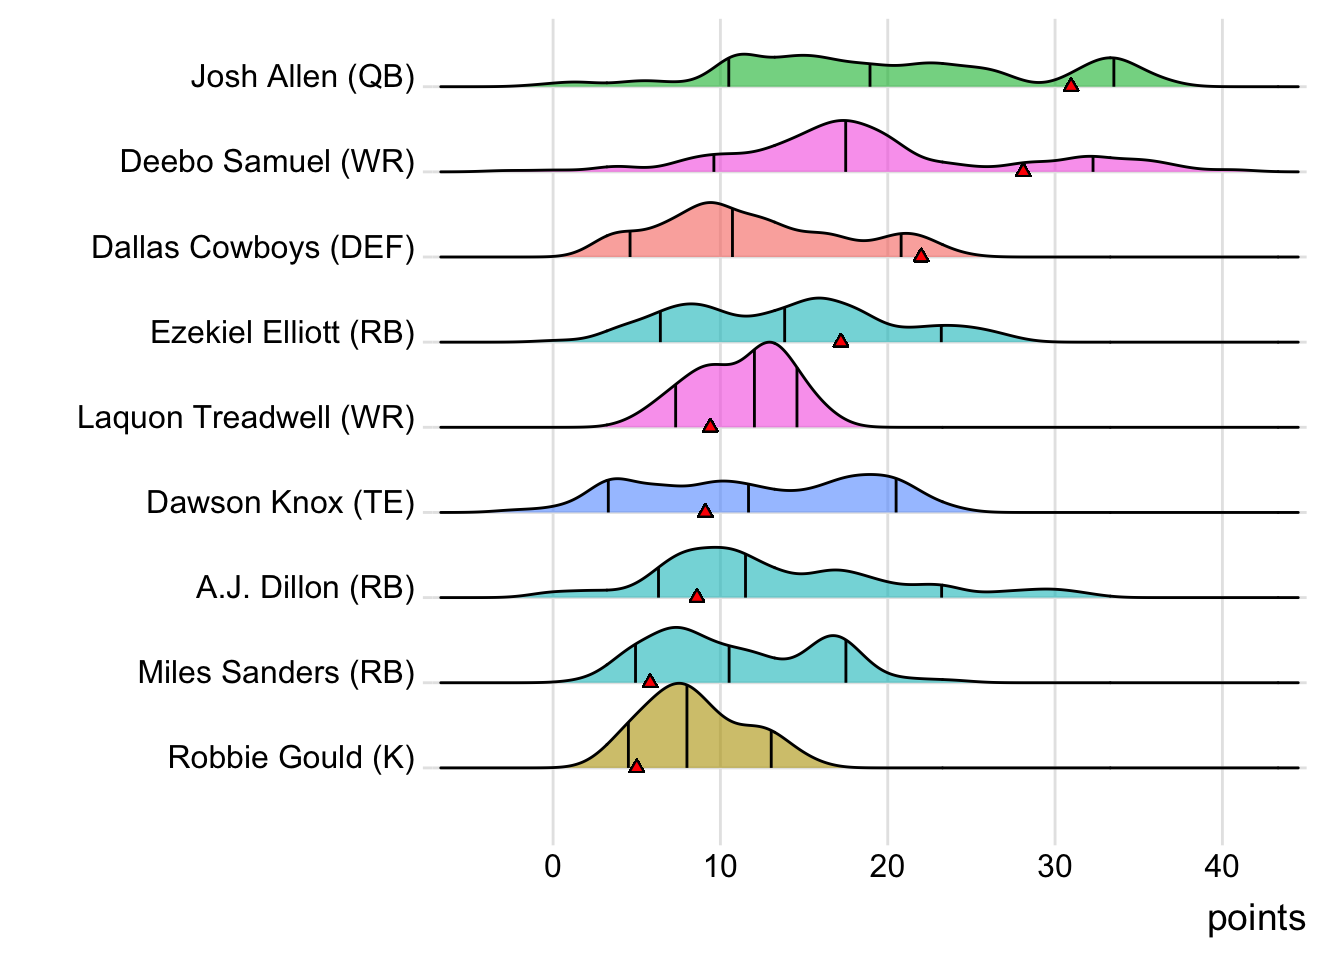 Josh Allen (QB)
Deebo Samuel (WR)
Dallas Cowboys (DEF)
Ezekiel Elliott (RB)
Laquon Treadwell (WR)
Dawson Knox (TE)
A.J. Dillon (RB)
Miles Sanders (RB)
Robbie Gould (K)
0 10 20 30 40
points